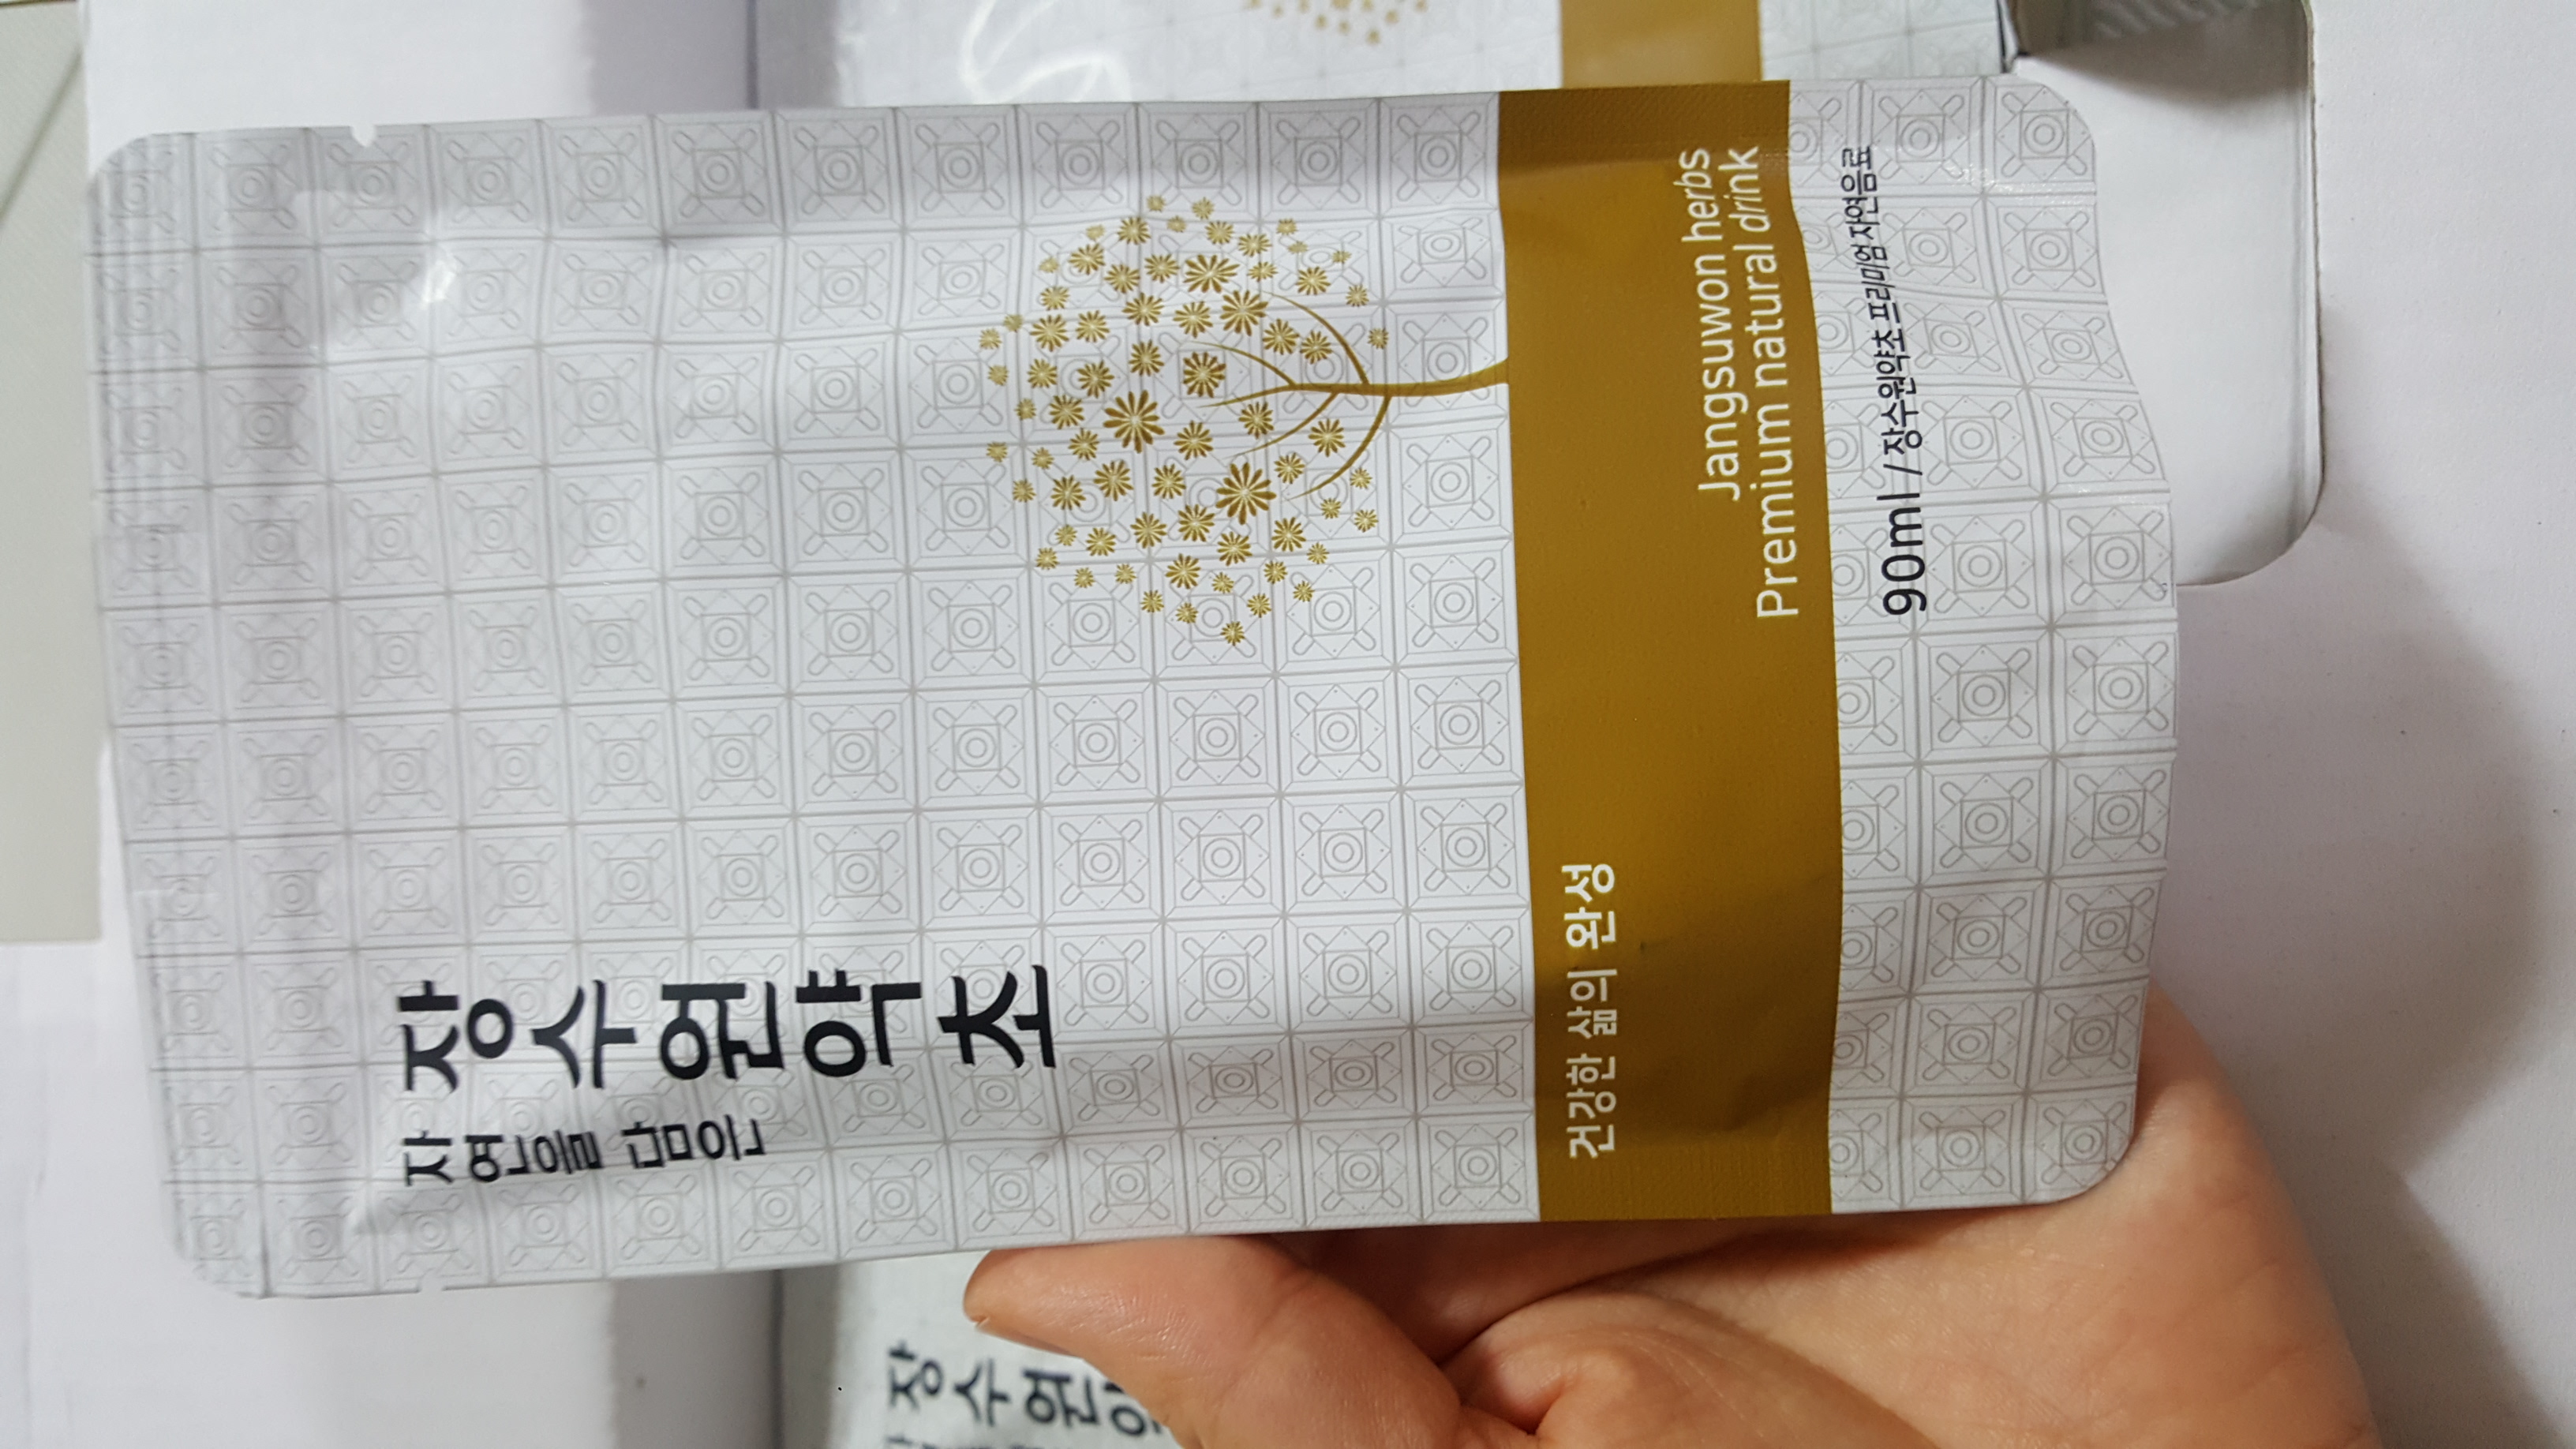 자연을 담은
장수원약초
건강한 삶의 완성
Jangsuwon herbs
Premium natural drink
90ml / 장수원약초 프리미엄 자연음료
장수원